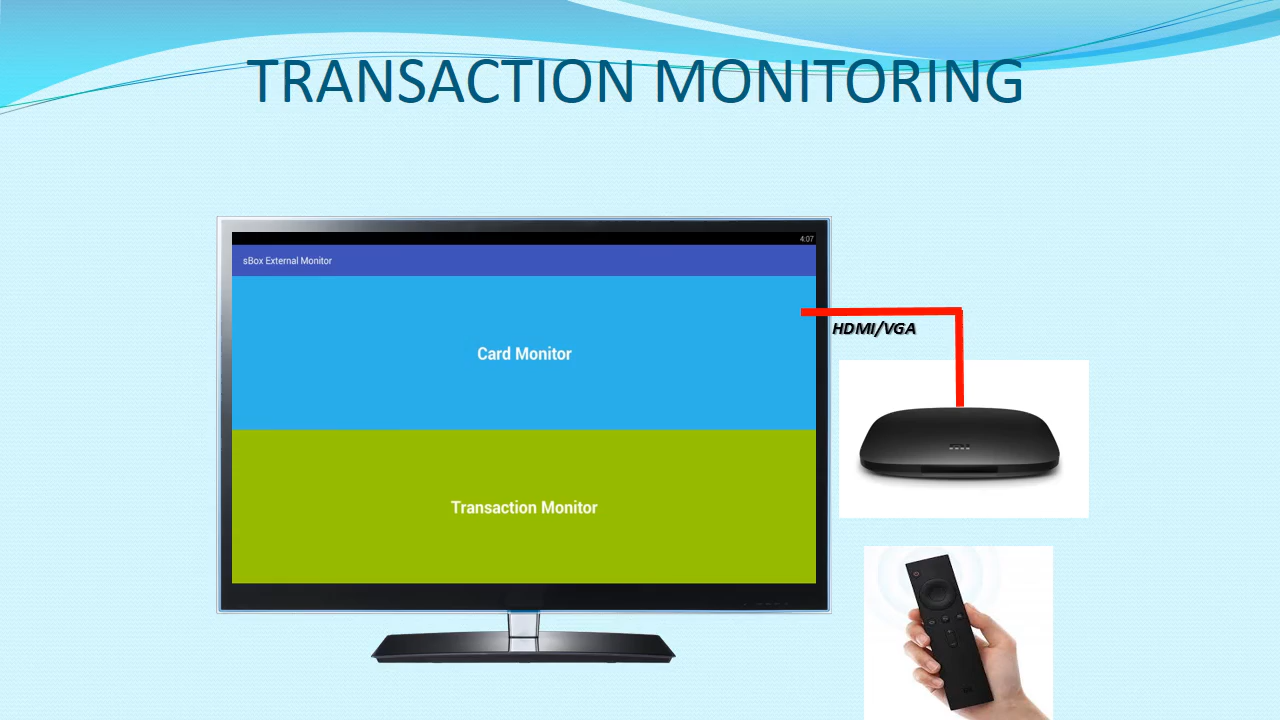 TRANSACTION MONITORING
4:07
sBox External Monitor
Card Monitor
HDMI/VGA
Transaction Monitor